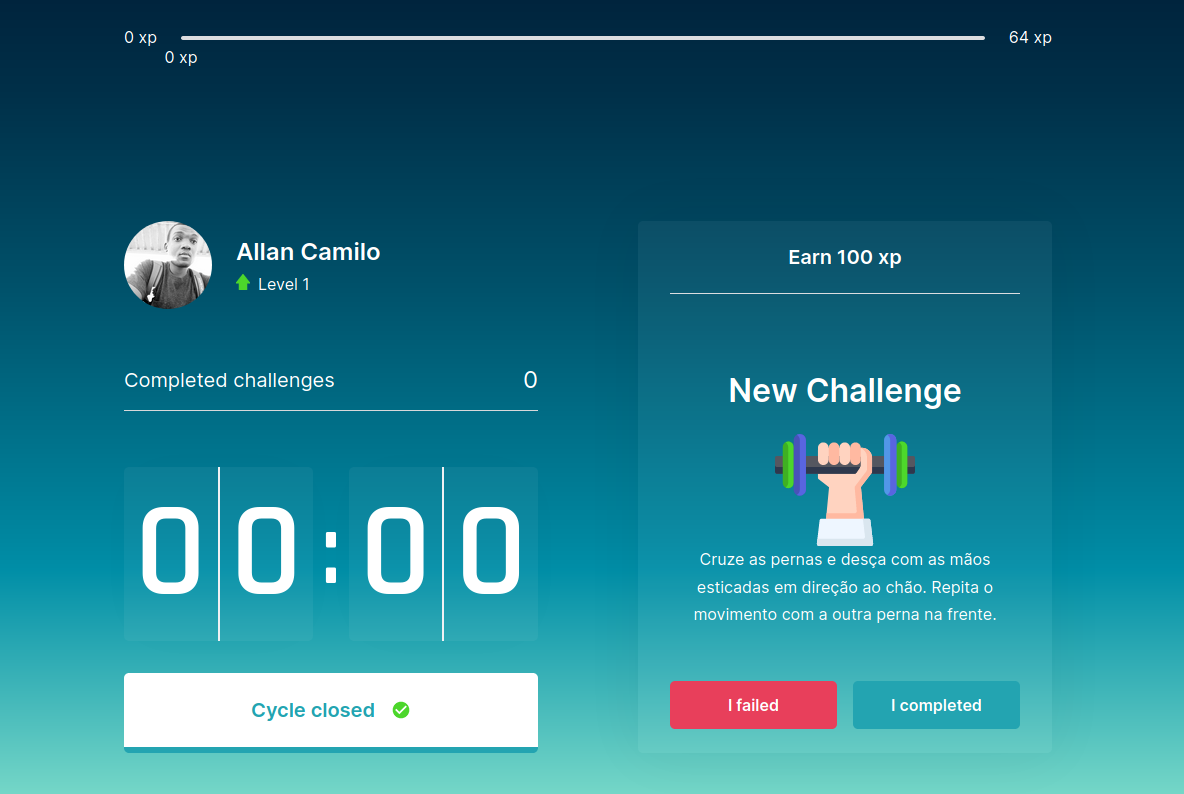 0 xp
64 xp
0 xp
Allan Camilo
Level 1
Completed challenges
0
00:00
Cycle closed
Earn 100 xp
New Challenge
Cruze as pernas e desça com as mãos
esticadas em direção ao chão. Repita o
movimento com a outra perna na frente.
I failed
I completed